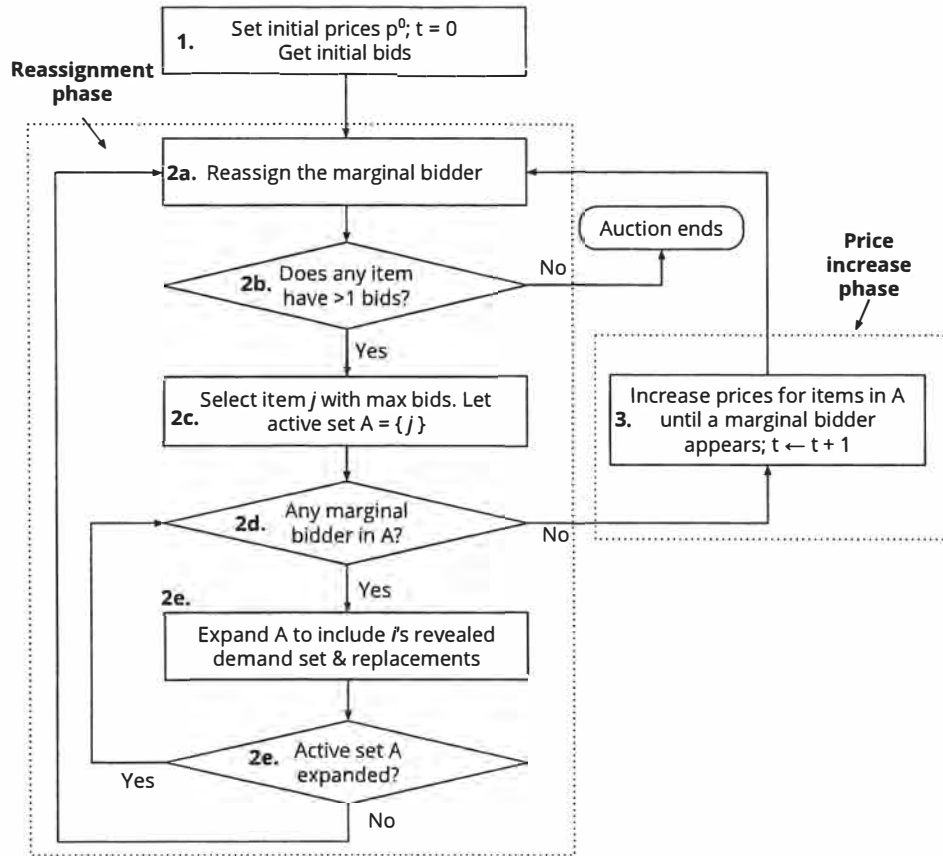 1. Set initial prices p⁰; t = 0
Get initial bids
Reassignment
phase
2a. Reassign the marginal bidder
Auction ends
2b. Does any item
have >1 bids?
No
Price
increase
phase
Yes
2c. Select item j with max bids. Let
active set A = { j }
3. Increase prices for items in A
until a marginal bidder
appears; t ← t + 1
2d. Any marginal
bidder in A?
No
Yes
2e.
Expand A to include i's revealed
demand set & replacements
2e. Active set A
expanded?
Yes
No